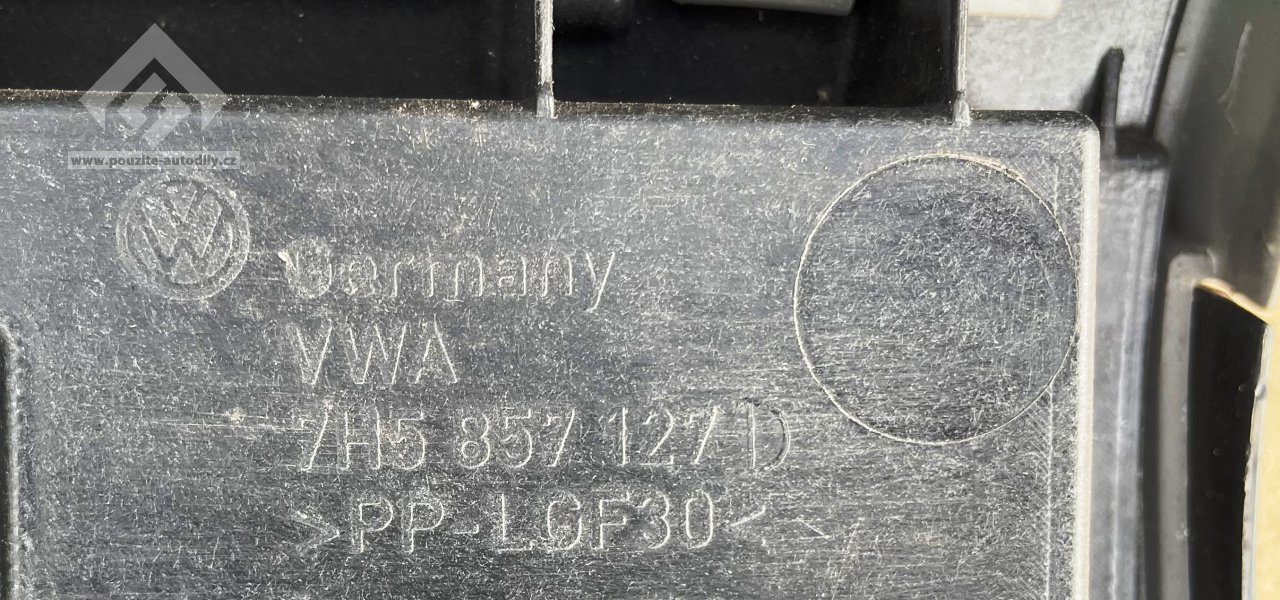 www.pouzite-autodily.cz
Germany
VWA
7H5 857 127 D
>PP-LGF30<